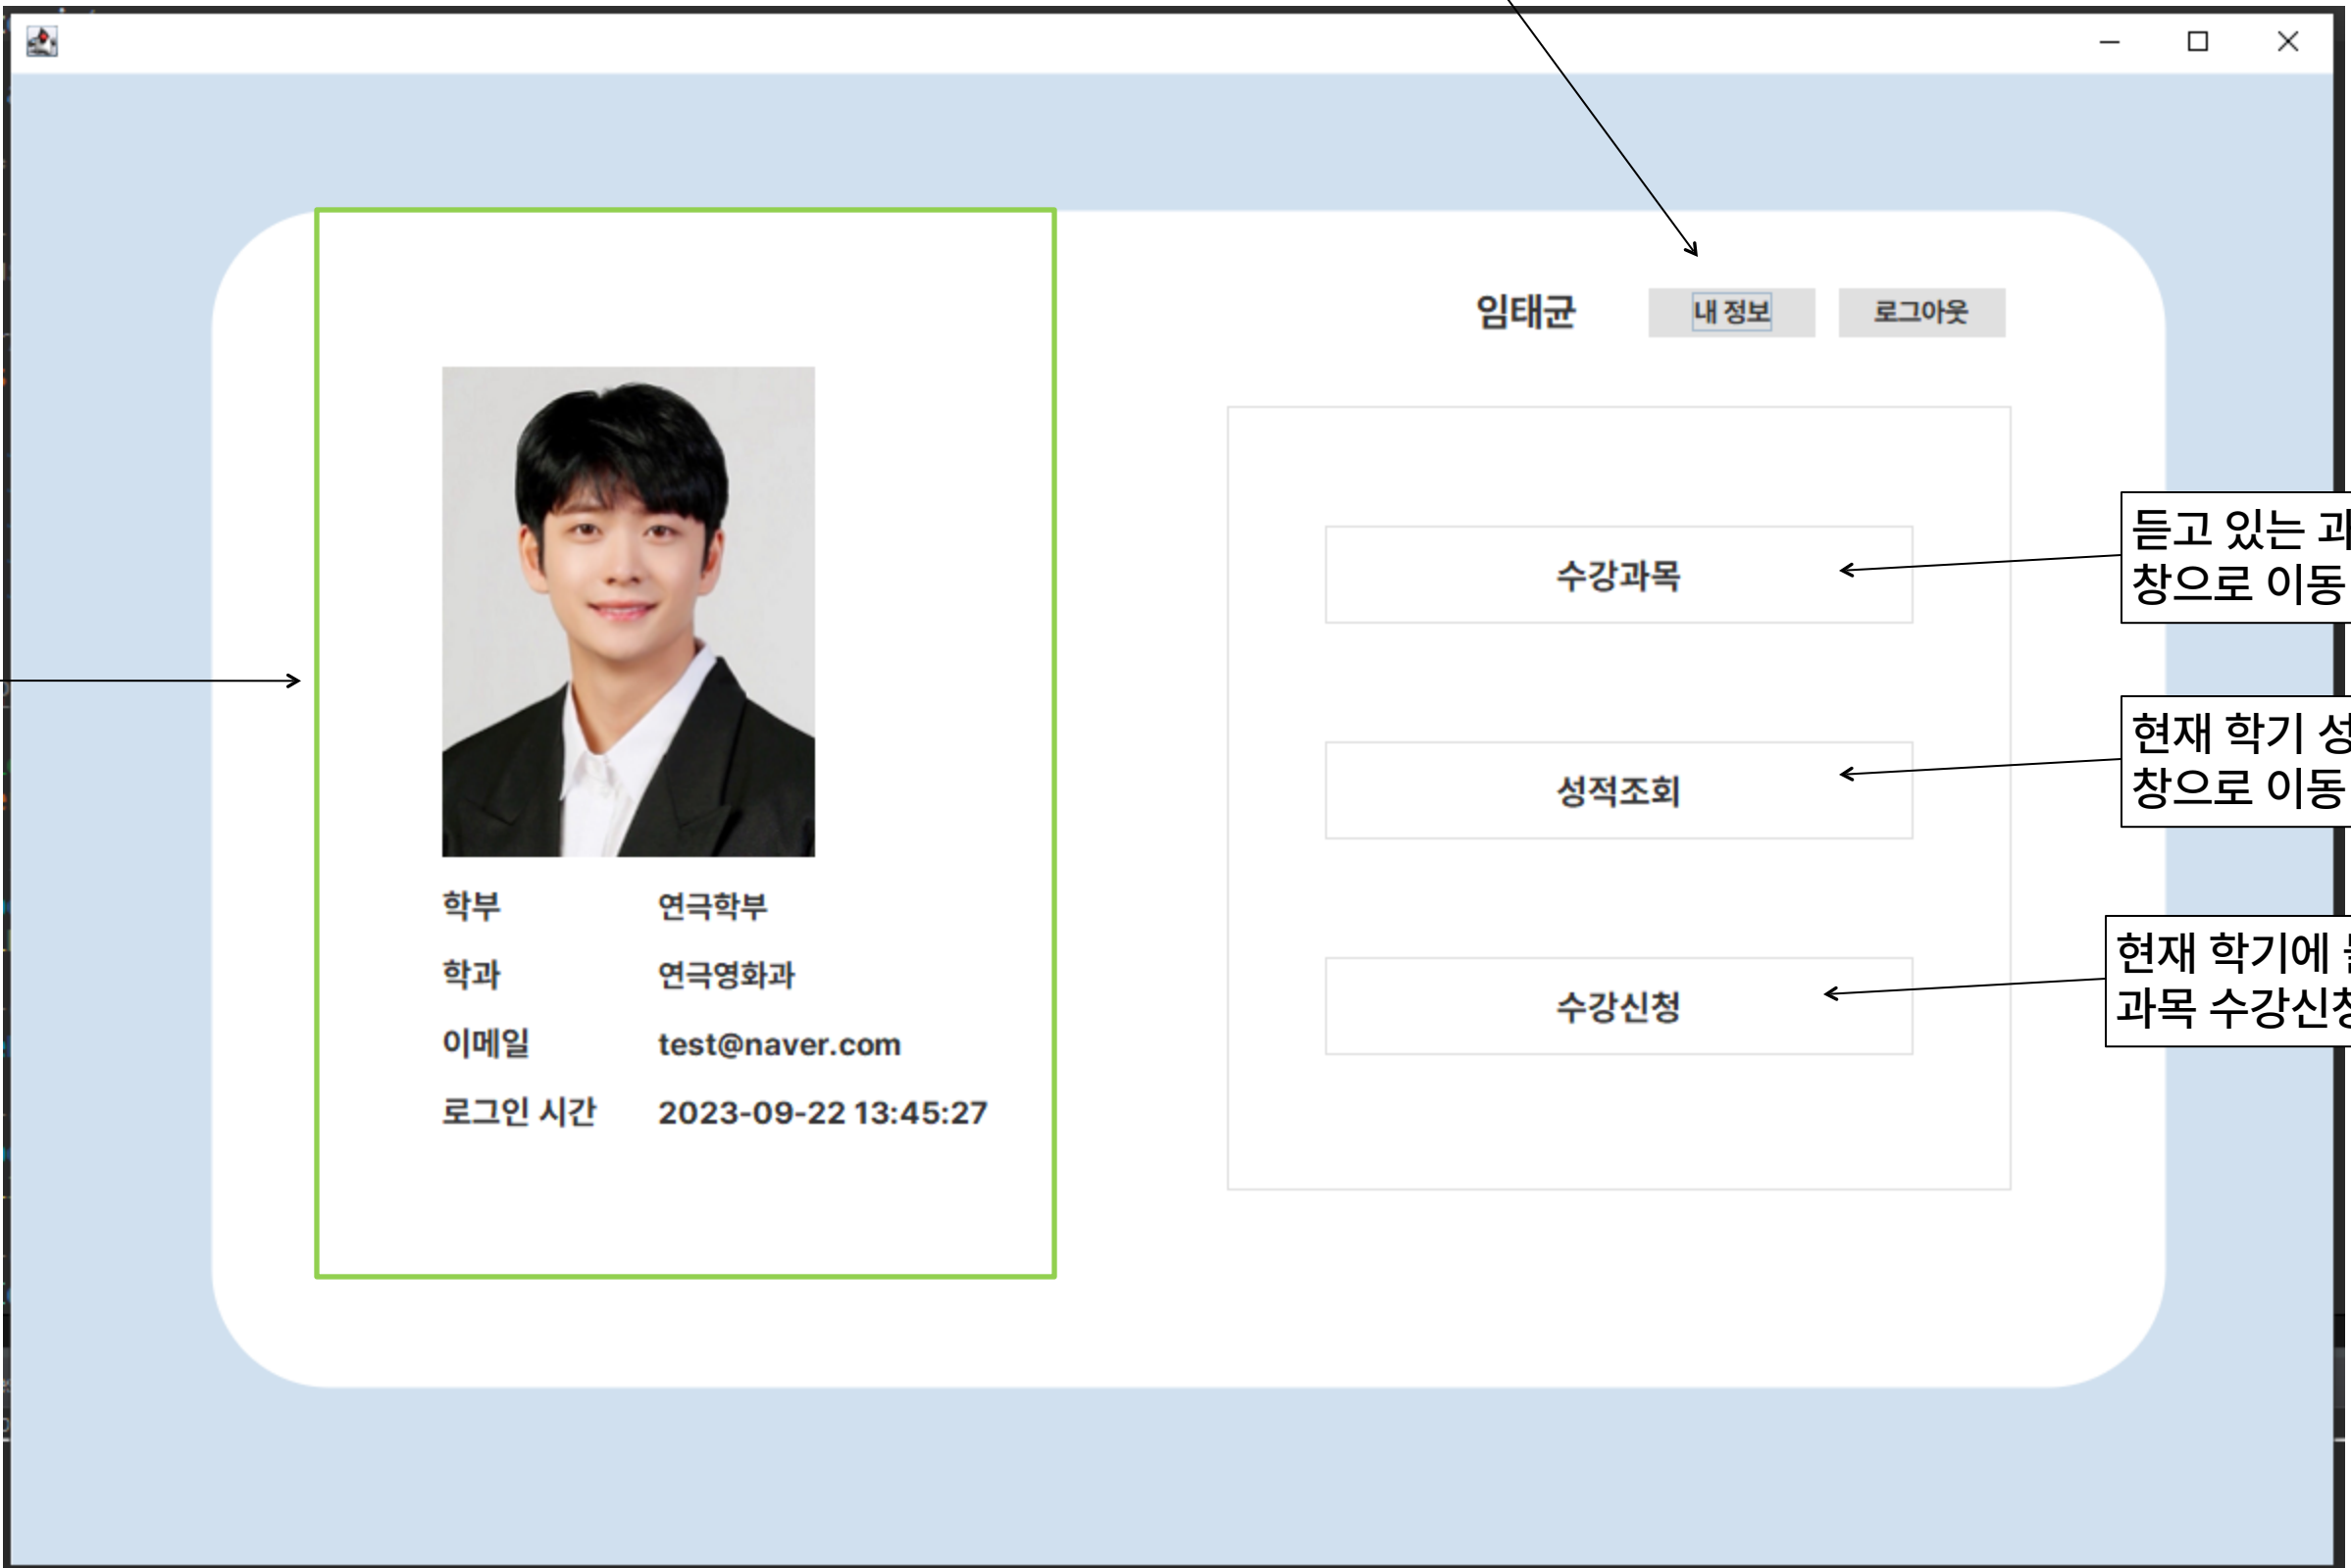 임태균 내 정보 로그아웃
듣고 있는
창으로 이동
수강과목
현재 학기
창으로 이동
성적조회
현재 학기에
과목
수강신청
학부 연극학부
학과 연극영화과
이메일 test@naver.com
로그인 시간 2023-09-22 13:45:27